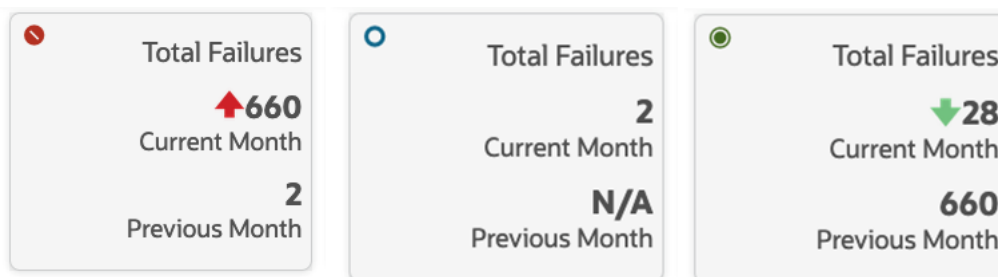 Total Failures
660
Current Month
2
Previous Month
Total Failures
2
Current Month
N/A
Previous Month
Total Failures
28
Current Month
660
Previous Month